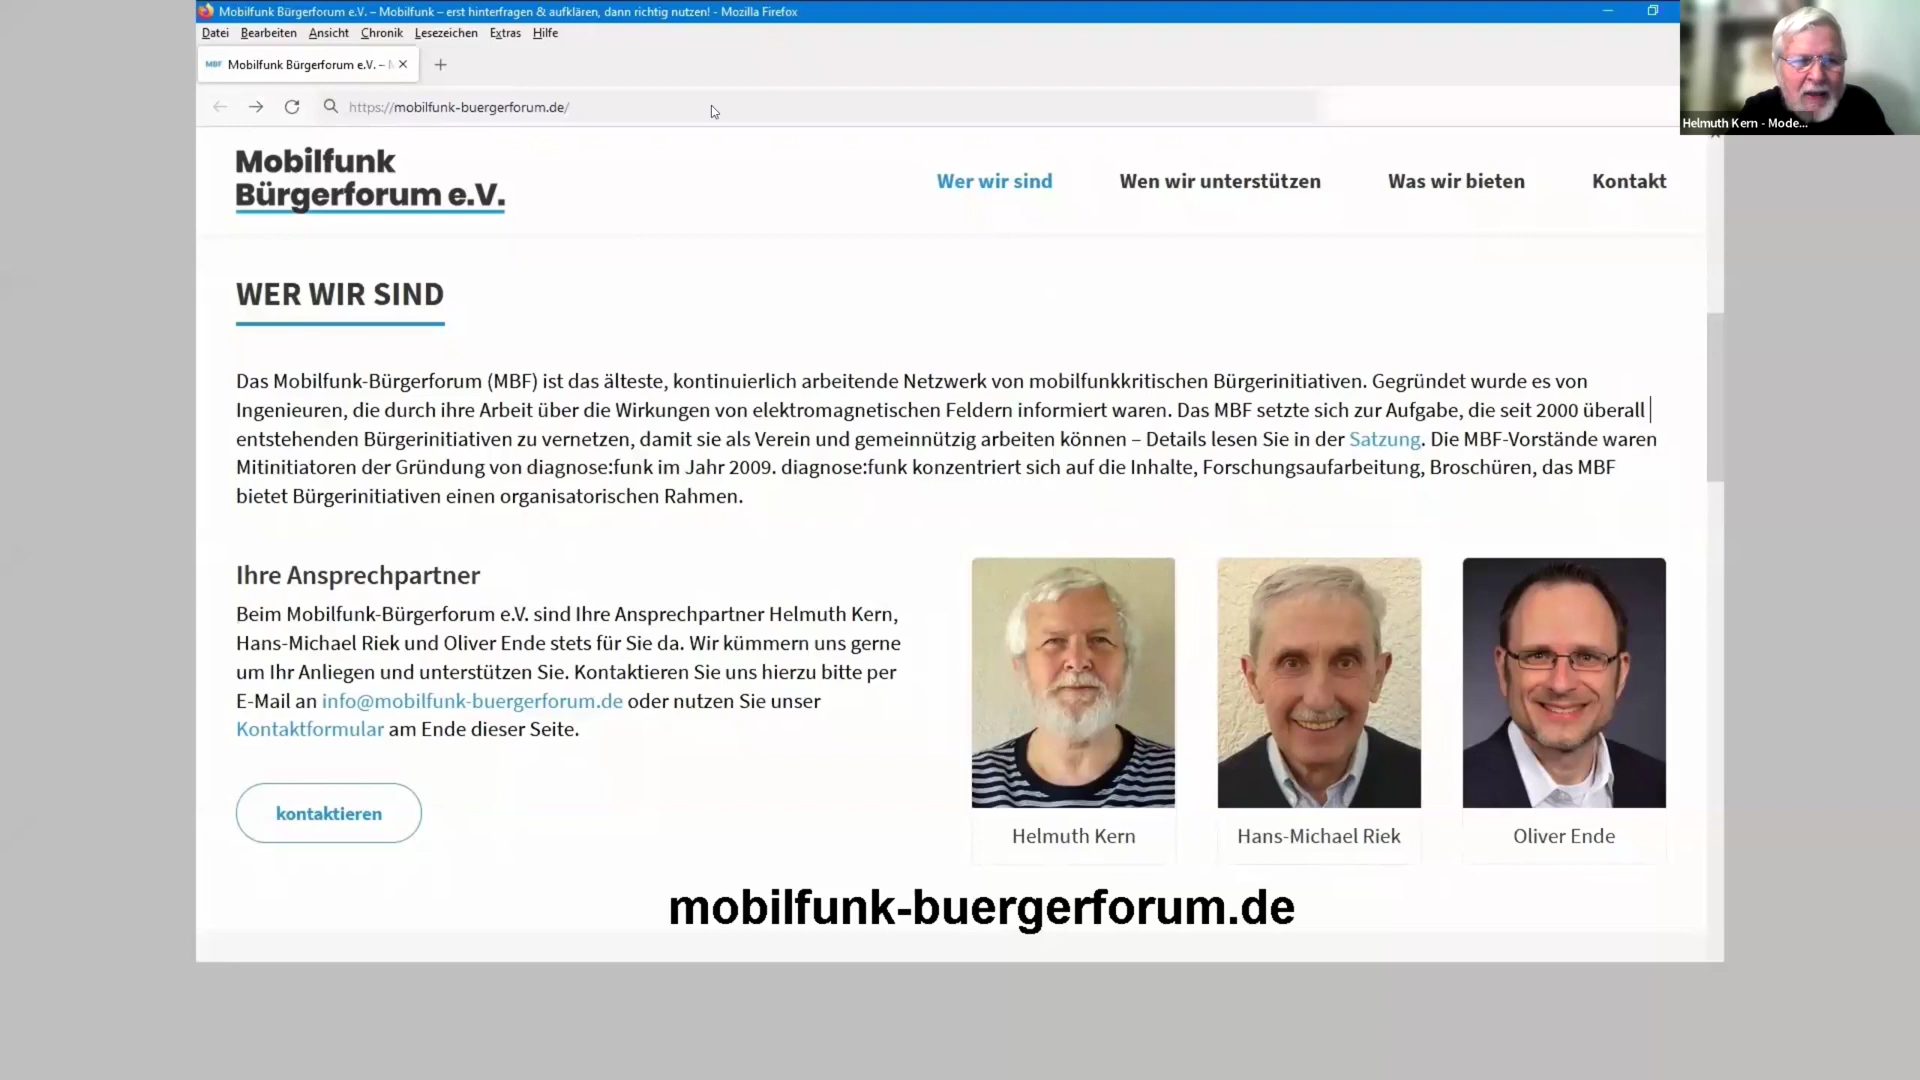 Mobilfunk Bürgerforum e.V. – Mobilfunk – erst hinterfragen & aufklären, dann richtig nutzen! - Mozilla Firefox
Datei Bearbeiten Ansicht Chronik Lesezeichen Extras Hilfe
MBF Mobilfunk Bürgerforum e.V. –
https://mobilfunk-buergerforum.de/
Helmuth Kern - Mode...
Mobilfunk
Bürgerforum e.V.
Wer wir sind Wen wir unterstützen Was wir bieten Kontakt
WER WIR SIND
Das Mobilfunk-Bürgerforum (MBF) ist das älteste, kontinuierlich arbeitende Netzwerk von mobilfunkkritischen Bürgerinitiativen. Gegründet wurde es von
Ingenieuren, die durch ihre Arbeit über die Wirkungen von elektromagnetischen Feldern informiert waren. Das MBF setzte sich zur Aufgabe, die seit 2000 überall
entstehenden Bürgerinitiativen zu vernetzen, damit sie als Verein und gemeinnützig arbeiten können – Details lesen Sie in der Satzung. Die MBF-Vorstände waren
Mitinitiatoren der Gründung von diagnose:funk im Jahr 2009. diagnose:funk konzentriert sich auf die Inhalte, Forschungsaufarbeitung, Broschüren, das MBF
bietet Bürgerinitiativen einen organisatorischen Rahmen.
Ihre Ansprechpartner
Beim Mobilfunk-Bürgerforum e.V. sind Ihre Ansprechpartner Helmuth Kern,
Hans-Michael Riek und Oliver Ende stets für Sie da. Wir kümmern uns gerne
um Ihr Anliegen und unterstützen Sie. Kontaktieren Sie uns hierzu bitte per
E-Mail an info@mobilfunk-buergerforum.de oder nutzen Sie unser
Kontaktformular am Ende dieser Seite.
kontaktieren
Helmuth Kern
Hans-Michael Riek
Oliver Ende
mobilfunk-buergerforum.de